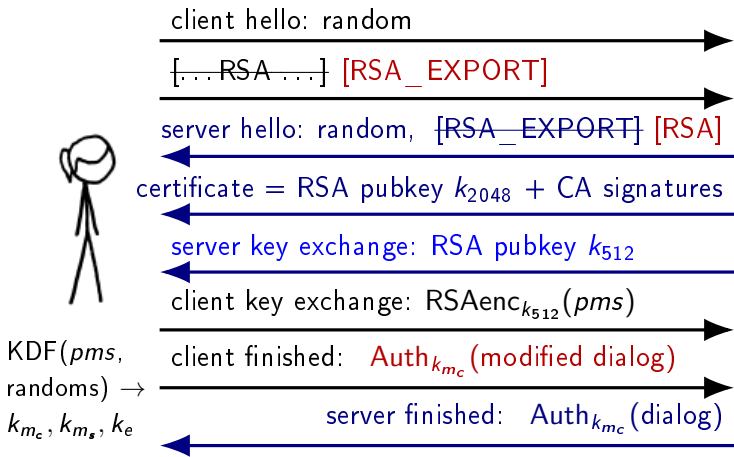 client hello: random
[...RSA ...] [RSA_EXPORT]
server hello: random, [RSA_EXPORT] [RSA]
certificate = RSA pubkey k2048 + CA signatures
server key exchange: RSA pubkey k512
client key exchange: RSAenck512(pms)
KDF(pms,
randoms) →
kmc, kms, ke
client finished: Authkmc(modified dialog)
server finished: Authkmc(dialog)